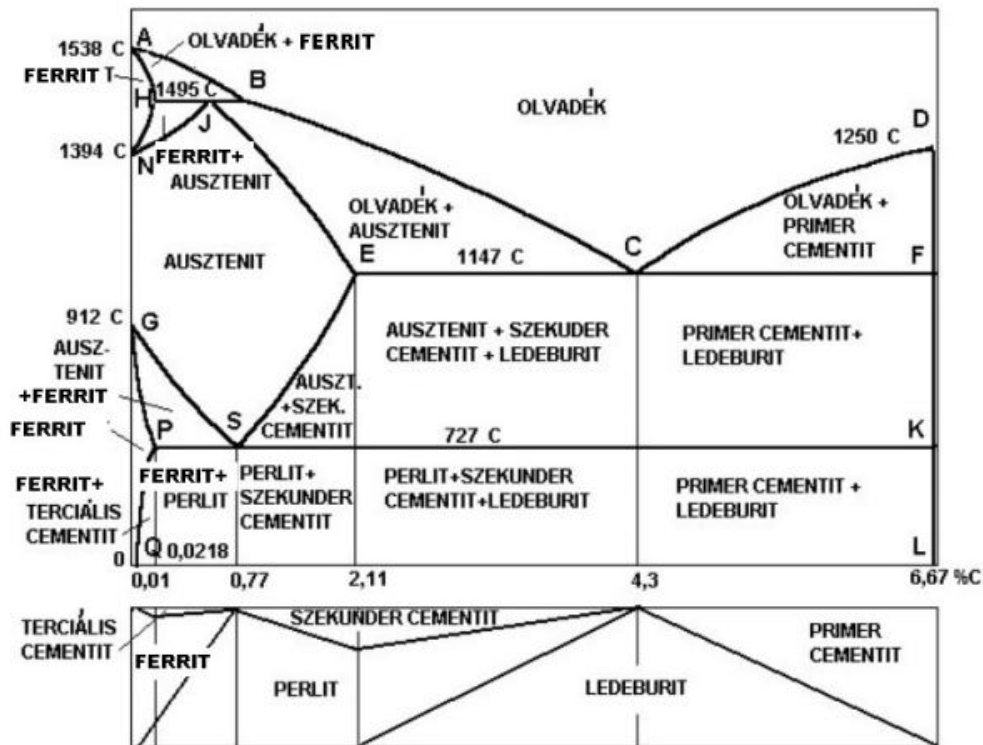 A
1538 C
OLVADÉK + FERRIT
FERRIT T
1495 C
B
H
J
OLVADÉK
D
1250 C
1394 C
N
FERRIT+
AUSZTENIT
OLVADÉK +
AUSZTENIT
OLVADÉK +
PRIMER
CEMENTIT
AUSZTENIT
E
1147 C
C
F
912 C
G
AUSZ-
TENIT
+FERRIT
AUSZTENIT + SZEKUDER
CEMENTIT + LEDEBURIT
PRIMER CEMENTIT+
LEDEBURIT
AUSZT.
+SZEK.
CEMENTIT
FERRIT
P
S
727 C
K
FERRIT+
TERCIÁLIS
CEMENTIT
FERRIT+
PERLIT
PERLIT+
SZEKUNDER
CEMENTIT
PERLIT+SZEKUNDER
CEMENTIT+LEDEBURIT
PRIMER CEMENTIT +
LEDEBURIT
0
Q
0,0218
L
0,01
0,77
2,11
4,3
6,67 %C
TERCIÁLIS
CEMENTIT
SZEKUNDER CEMENTIT
PRIMER
CEMENTIT
FERRIT
PERLIT
LEDEBURIT